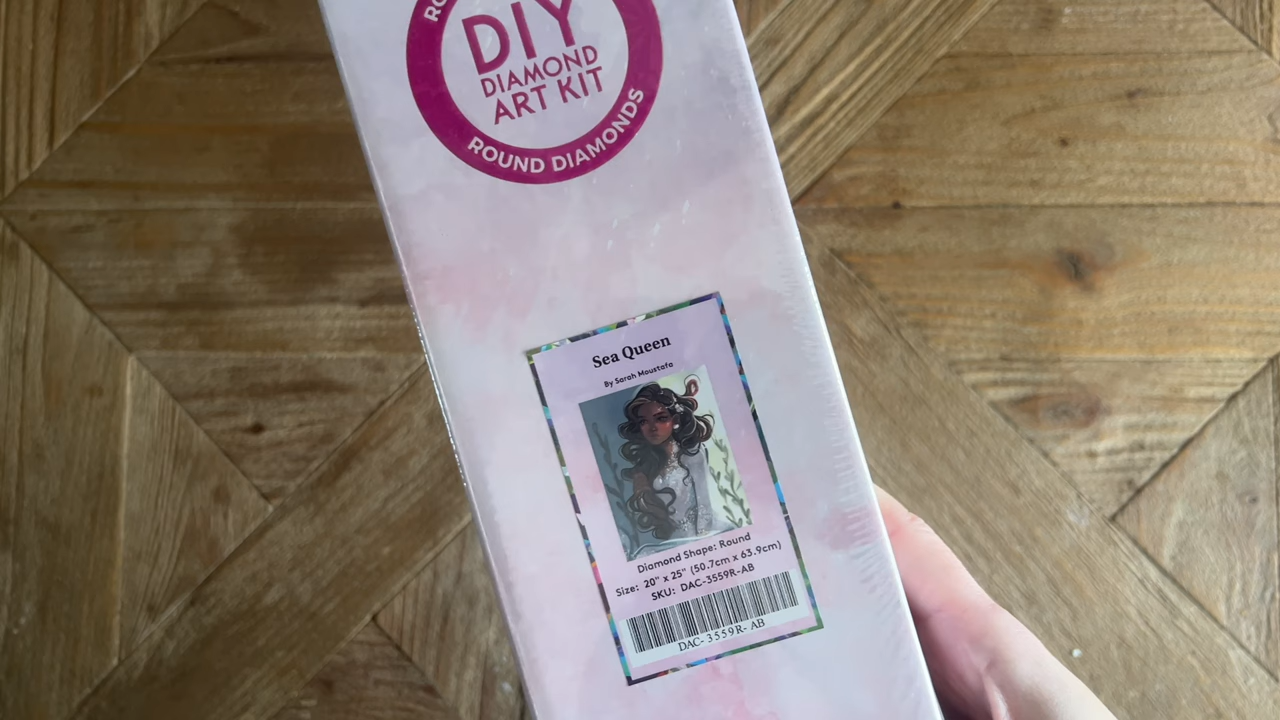 DIY
DIAMOND
ART KIT
ROUND DIAMONDS
Sea Queen
By Sarah Moustafa
Diamond Shape: Round
Size: 20" x 25" (50.7cm x 63.9cm)
SKU: DAC-3559R-AB
DAC- 3559R- AB